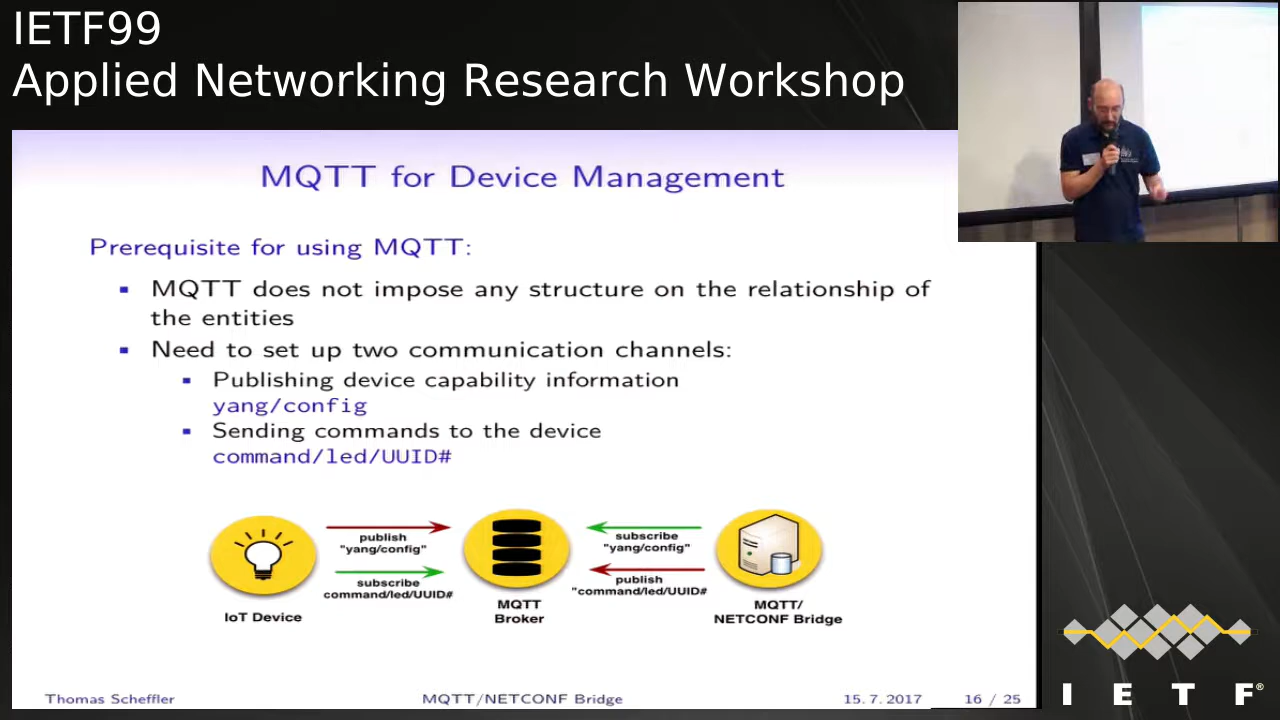 IETF99
Applied Networking Research Workshop
MQTT for Device Management
Prerequisite for using MQTT:
MQTT does not impose any structure on the relationship of
the entities
Need to set up two communication channels:
Publishing device capability information
yang/config
Sending commands to the device
command/led/UUID#
publish
"yang/config"
subscribe
command/led/UUID#
subscribe
"yang/config"
publish
"command/led/UUID#
IoT Device
MQTT
Broker
MQTT/
NETCONF Bridge
Thomas Scheffler
MQTT/NETCONF Bridge
15. 7. 2017
16 / 25
I E T F®